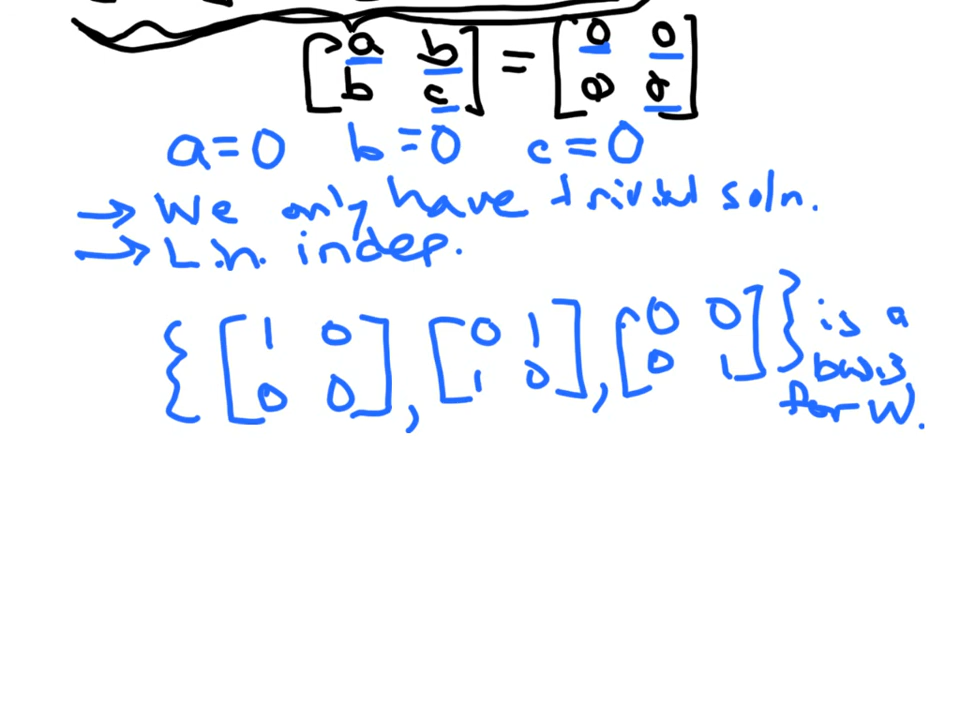 [a b] = [0 0]
[b c] [0 0]
a=0 b=0 c=0
→ We only have trivial soln.
→ Lin. indep.
{[1 0], [0 1], [0 0]} is a
[0 0] [1 0] [0 1] basis
for W.